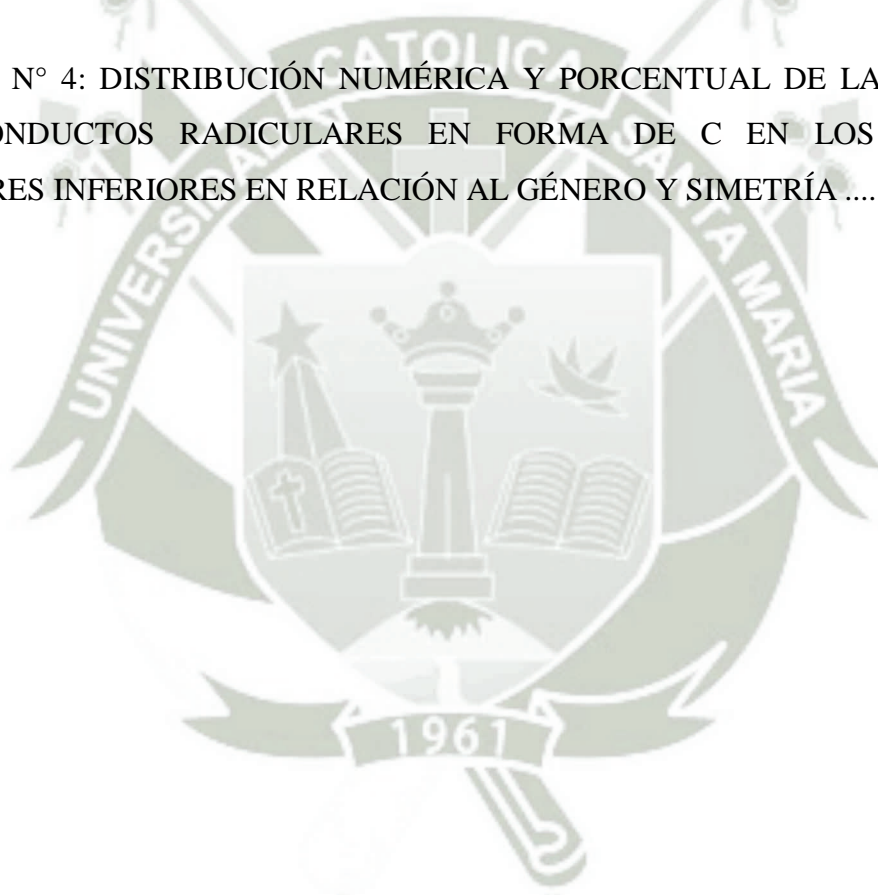 N° 4: DISTRIBUCIÓN NUMÉRICA Y PORCENTUAL DE LA
ONDUCTOS RADICULARES EN FORMA DE C EN LOS
RES INFERIORES EN RELACIÓN AL GÉNERO Y SIMETRÍA ....
UNIVERSIDAD CATOLICA SANTA MARIA
1961